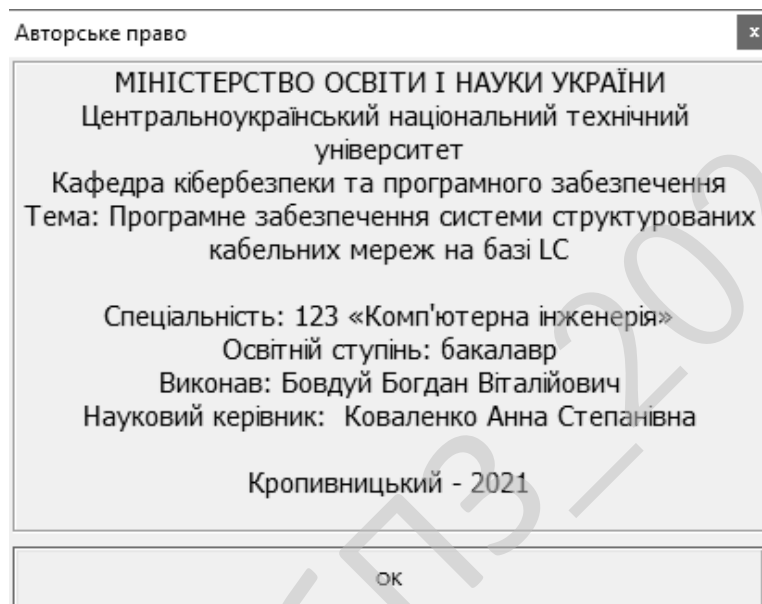 Авторське право
x
МІНІСТЕРСТВО ОСВІТИ І НАУКИ УКРАЇНИ
Центральноукраїнський національний технічний
університет
Кафедра кібербезпеки та програмного забезпечення
Тема: Програмне забезпечення системи структурованих
кабельних мереж на базі LC
Спеціальність: 123 «Комп'ютерна інженерія»
Освітній ступінь: бакалавр
Виконав: Бовдуй Богдан Віталійович
Науковий керівник: Коваленко Анна Степанівна
Кропивницький - 2021
ОК